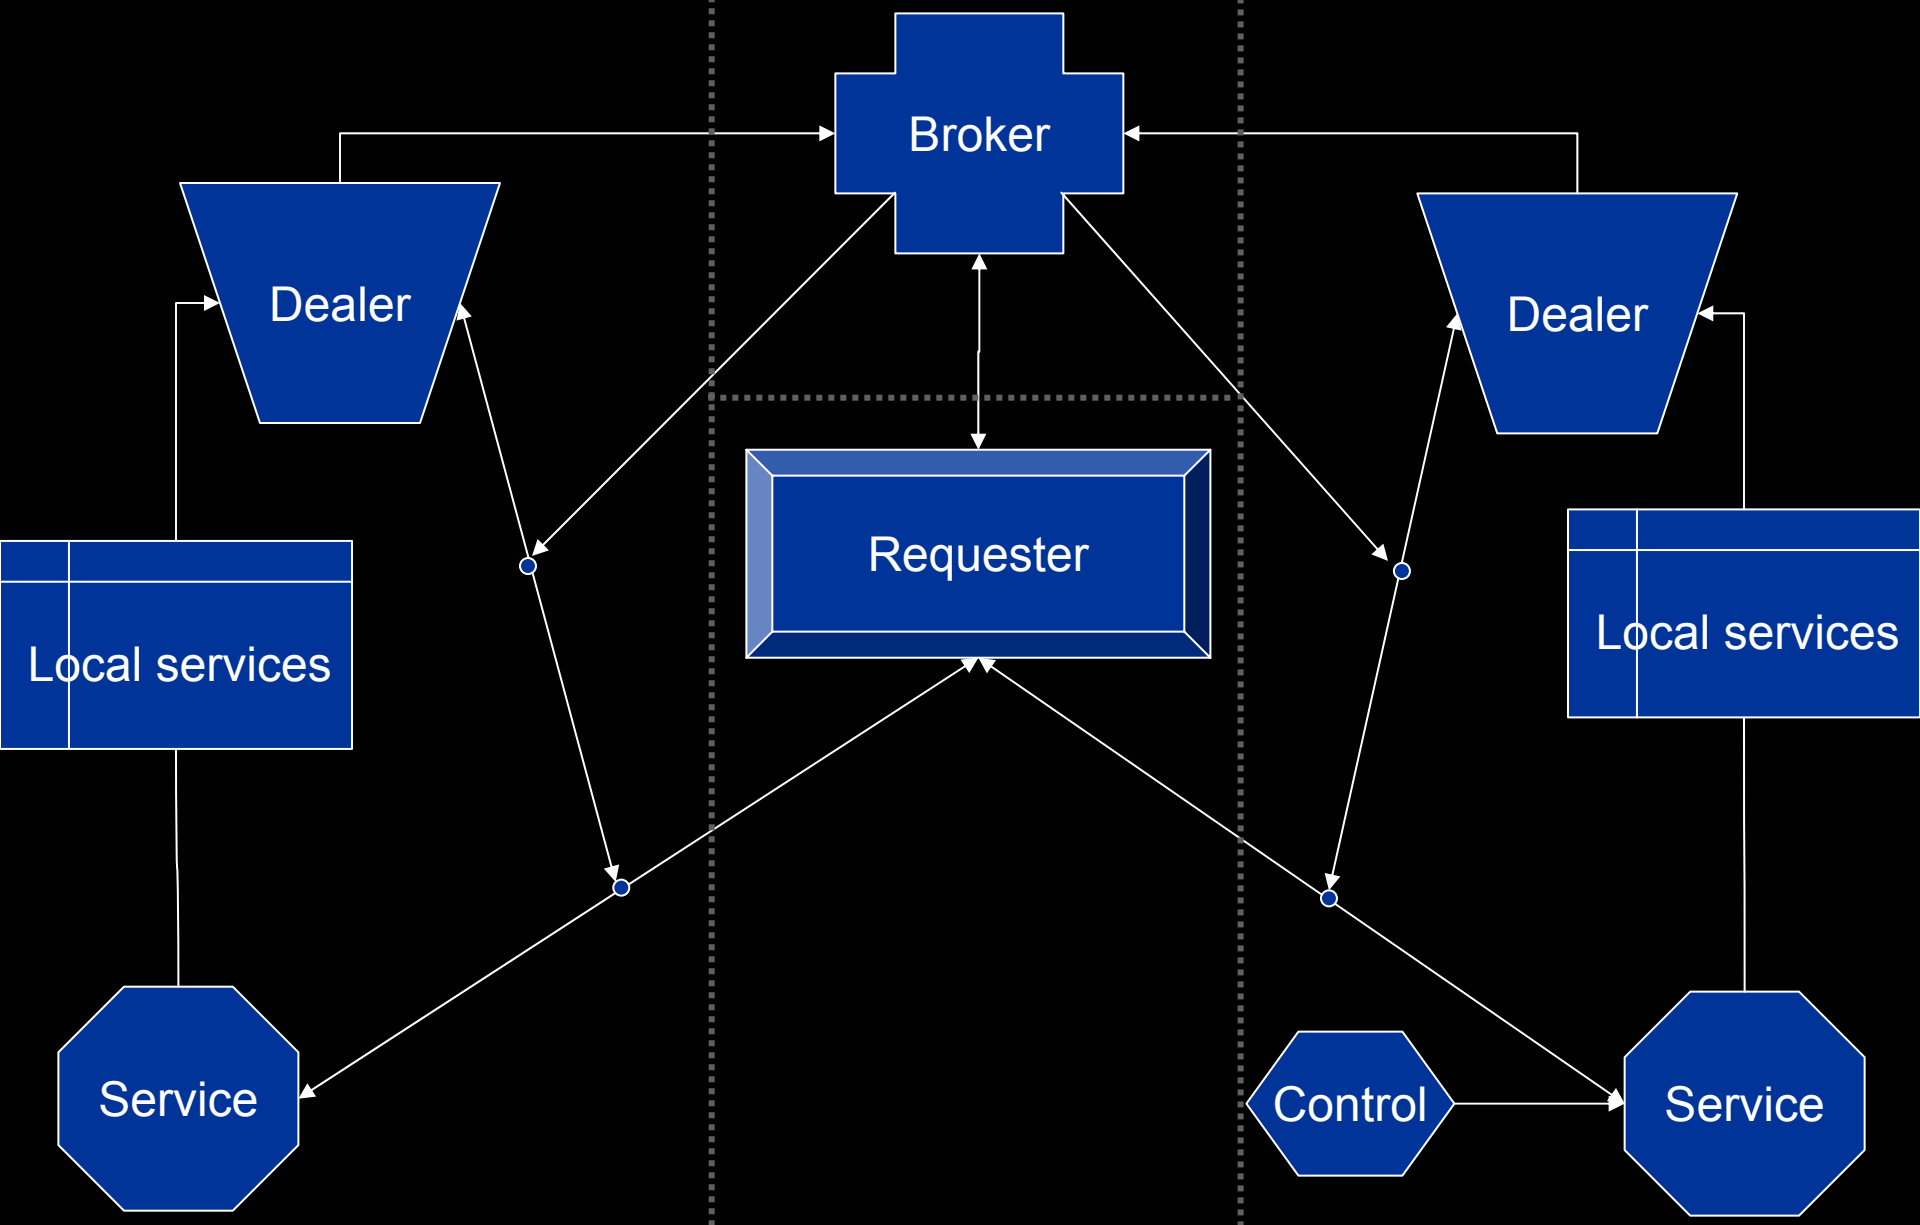 Broker
Dealer
Dealer
Requester
Local services
Local services
Service
Control
Service